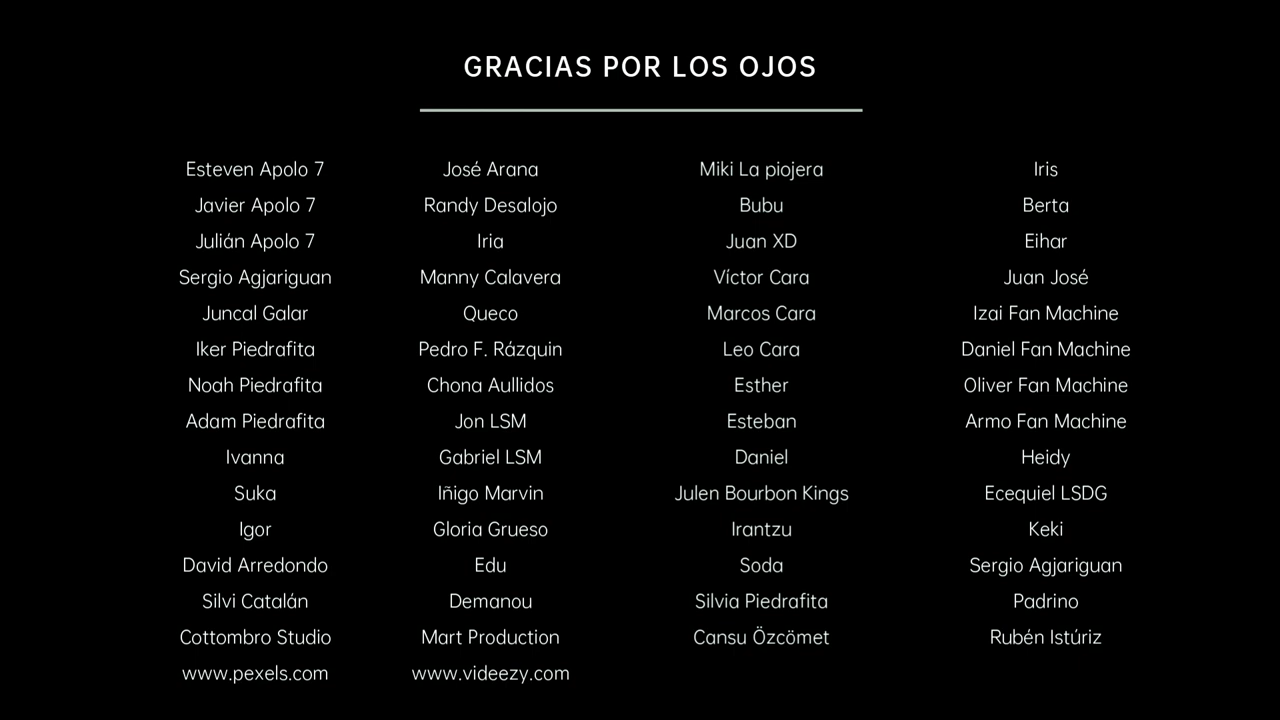 GRACIAS POR LOS OJOS
Esteven Apolo 7
Javier Apolo 7
Julián Apolo 7
Sergio Agjariguan
Juncal Galar
Iker Piedrafita
Noah Piedrafita
Adam Piedrafita
Ivanna
Suka
Igor
David Arredondo
Silvi Catalán
Cottombro Studio
www.pexels.com
José Arana
Randy Desalojo
Iria
Manny Calavera
Queco
Pedro F. Rázquin
Chona Aullidos
Jon LSM
Gabriel LSM
Iñigo Marvin
Gloria Grueso
Edu
Demanou
Mart Production
www.videezy.com
Miki La piojera
Bubu
Juan XD
Víctor Cara
Marcos Cara
Leo Cara
Esther
Esteban
Daniel
Julen Bourbon Kings
Irantzu
Soda
Silvia Piedrafita
Cansu Özcömet
Iris
Berta
Eihar
Juan José
Izai Fan Machine
Daniel Fan Machine
Oliver Fan Machine
Armo Fan Machine
Heidy
Ecequiel LSDG
Keki
Sergio Agjariguan
Padrino
Rubén Istúriz